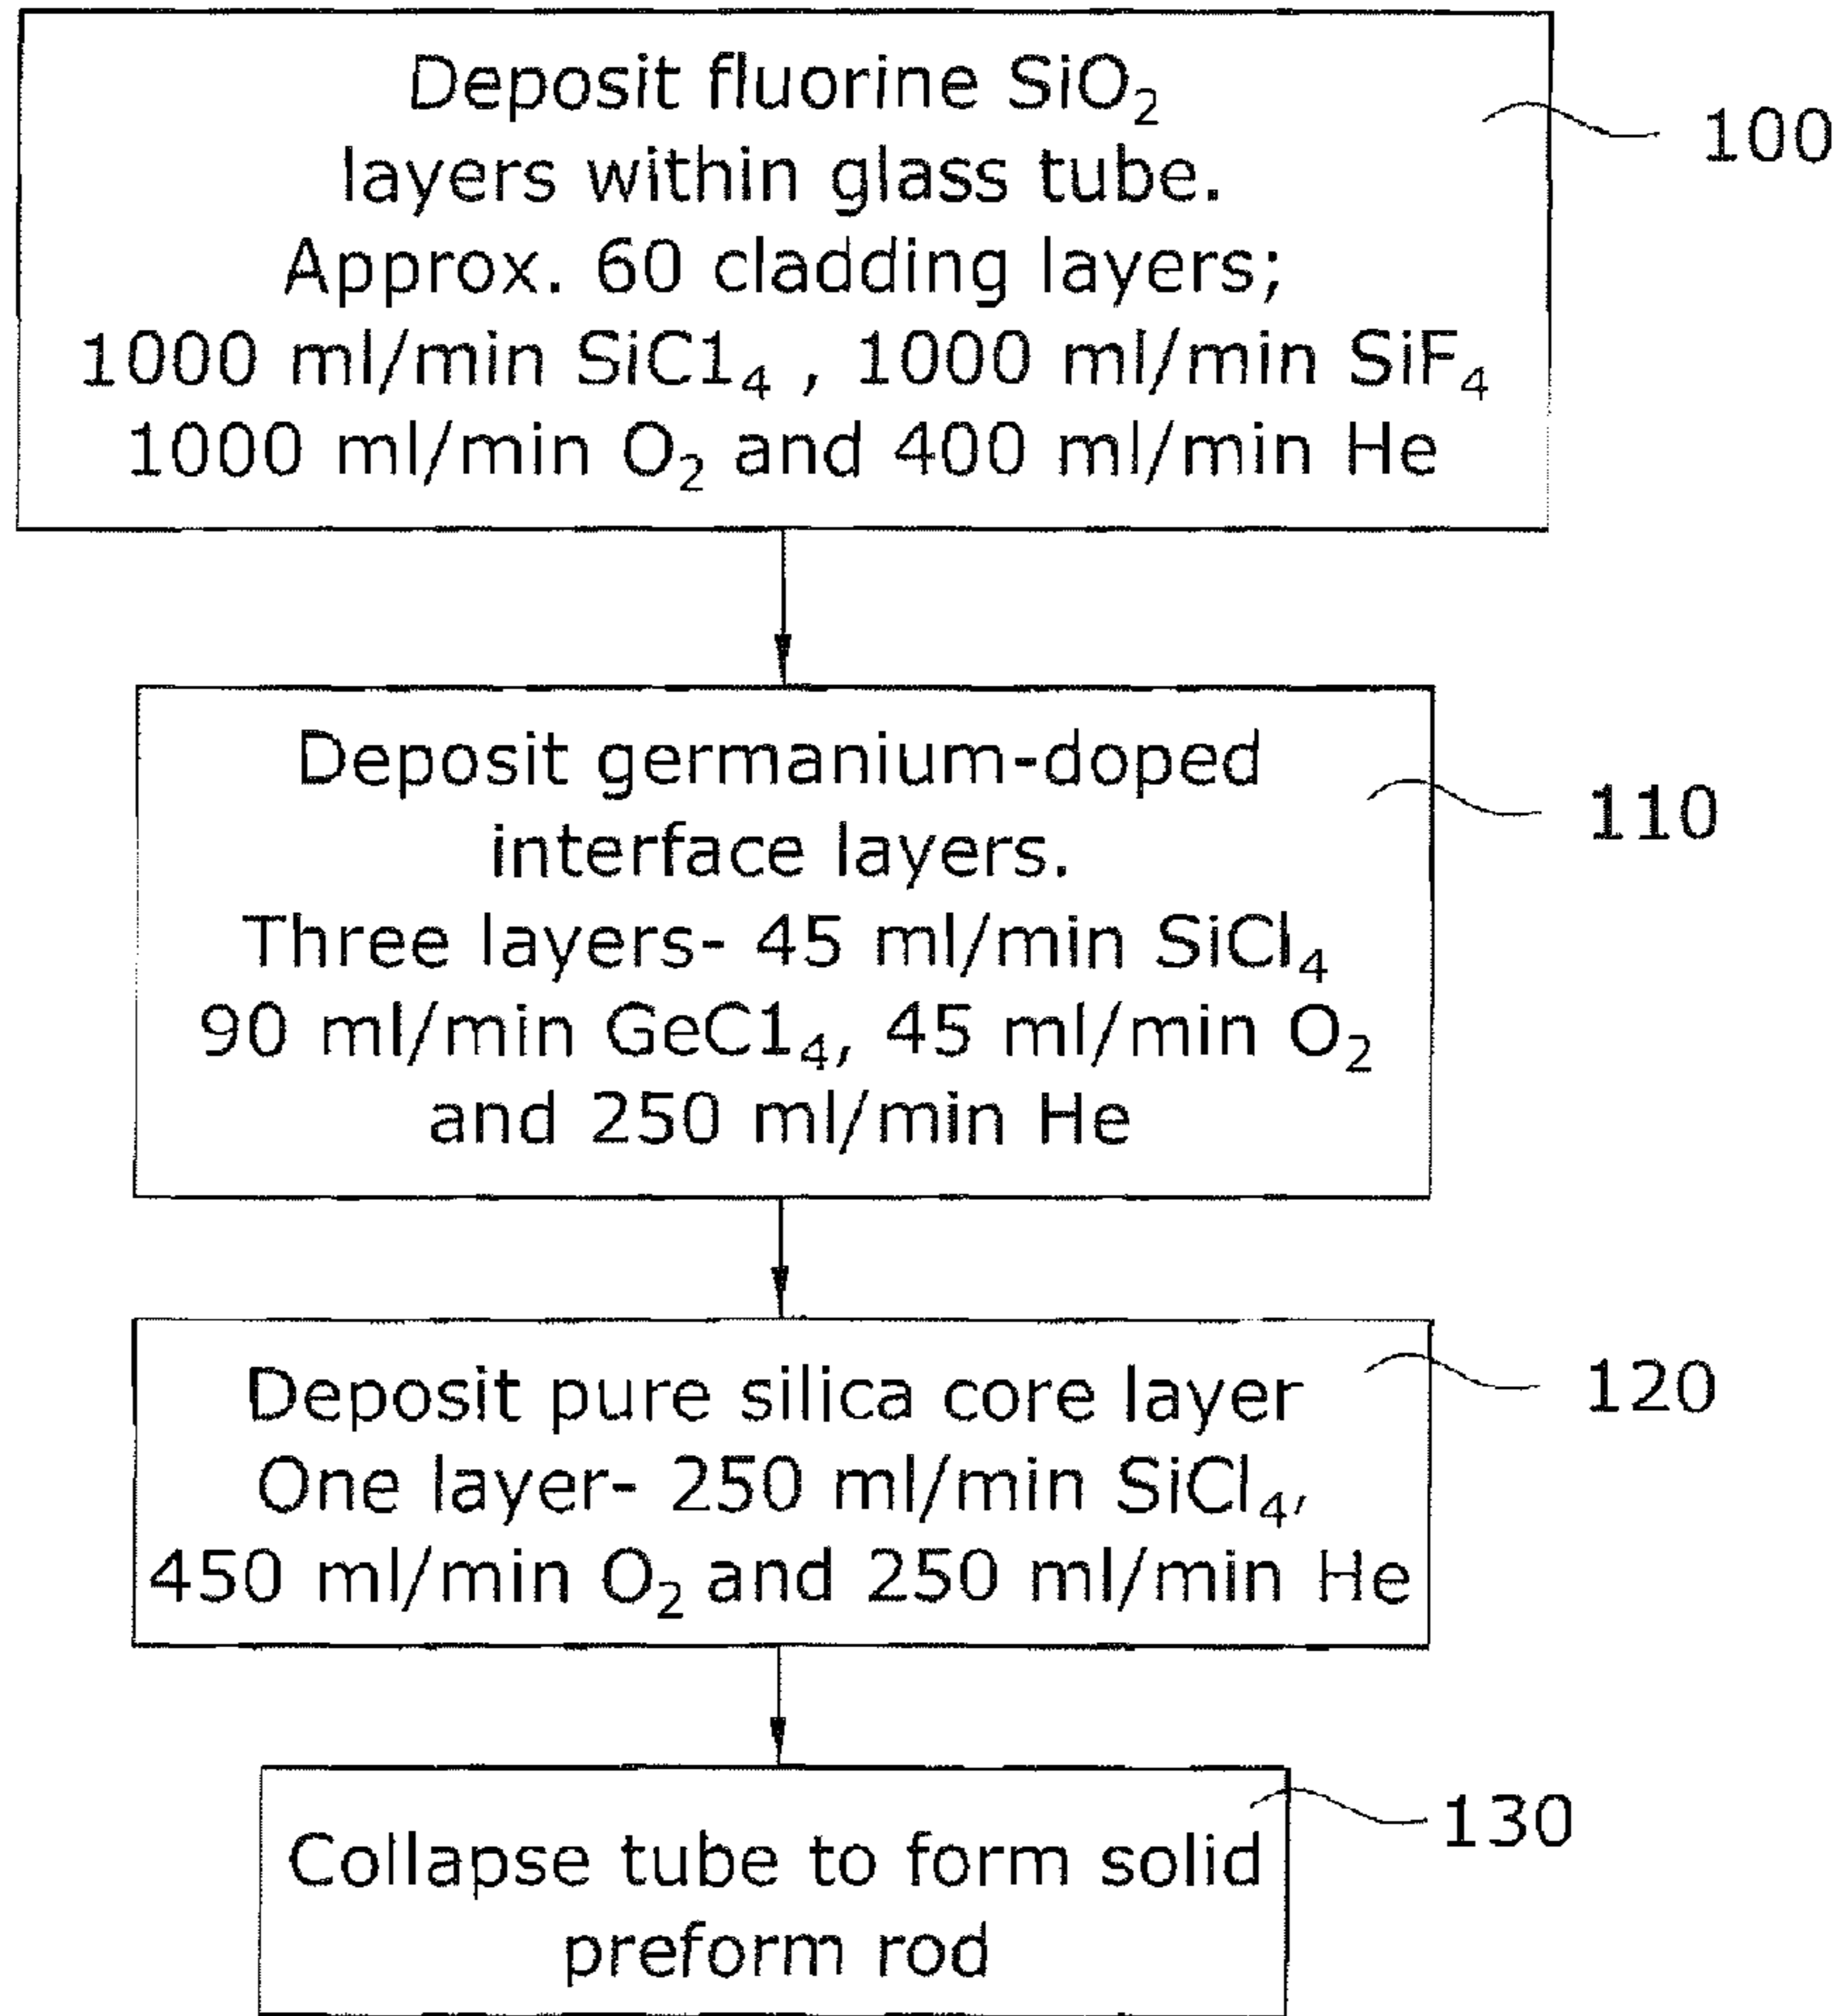 Deposit fluorine SiO₂
layers within glass tube.
Approx. 60 cladding layers;
1000 ml/min SiC1₄ , 1000 ml/min SiF₄
1000 ml/min O₂ and 400 ml/min He
100
Deposit germanium-doped
interface layers.
Three layers- 45 ml/min SiCl₄
90 ml/min GeC1₄, 45 ml/min O₂
and 250 ml/min He
110
Deposit pure silica core layer
One layer- 250 ml/min SiCl₄,
450 ml/min O₂ and 250 ml/min He
120
Collapse tube to form solid
preform rod
130